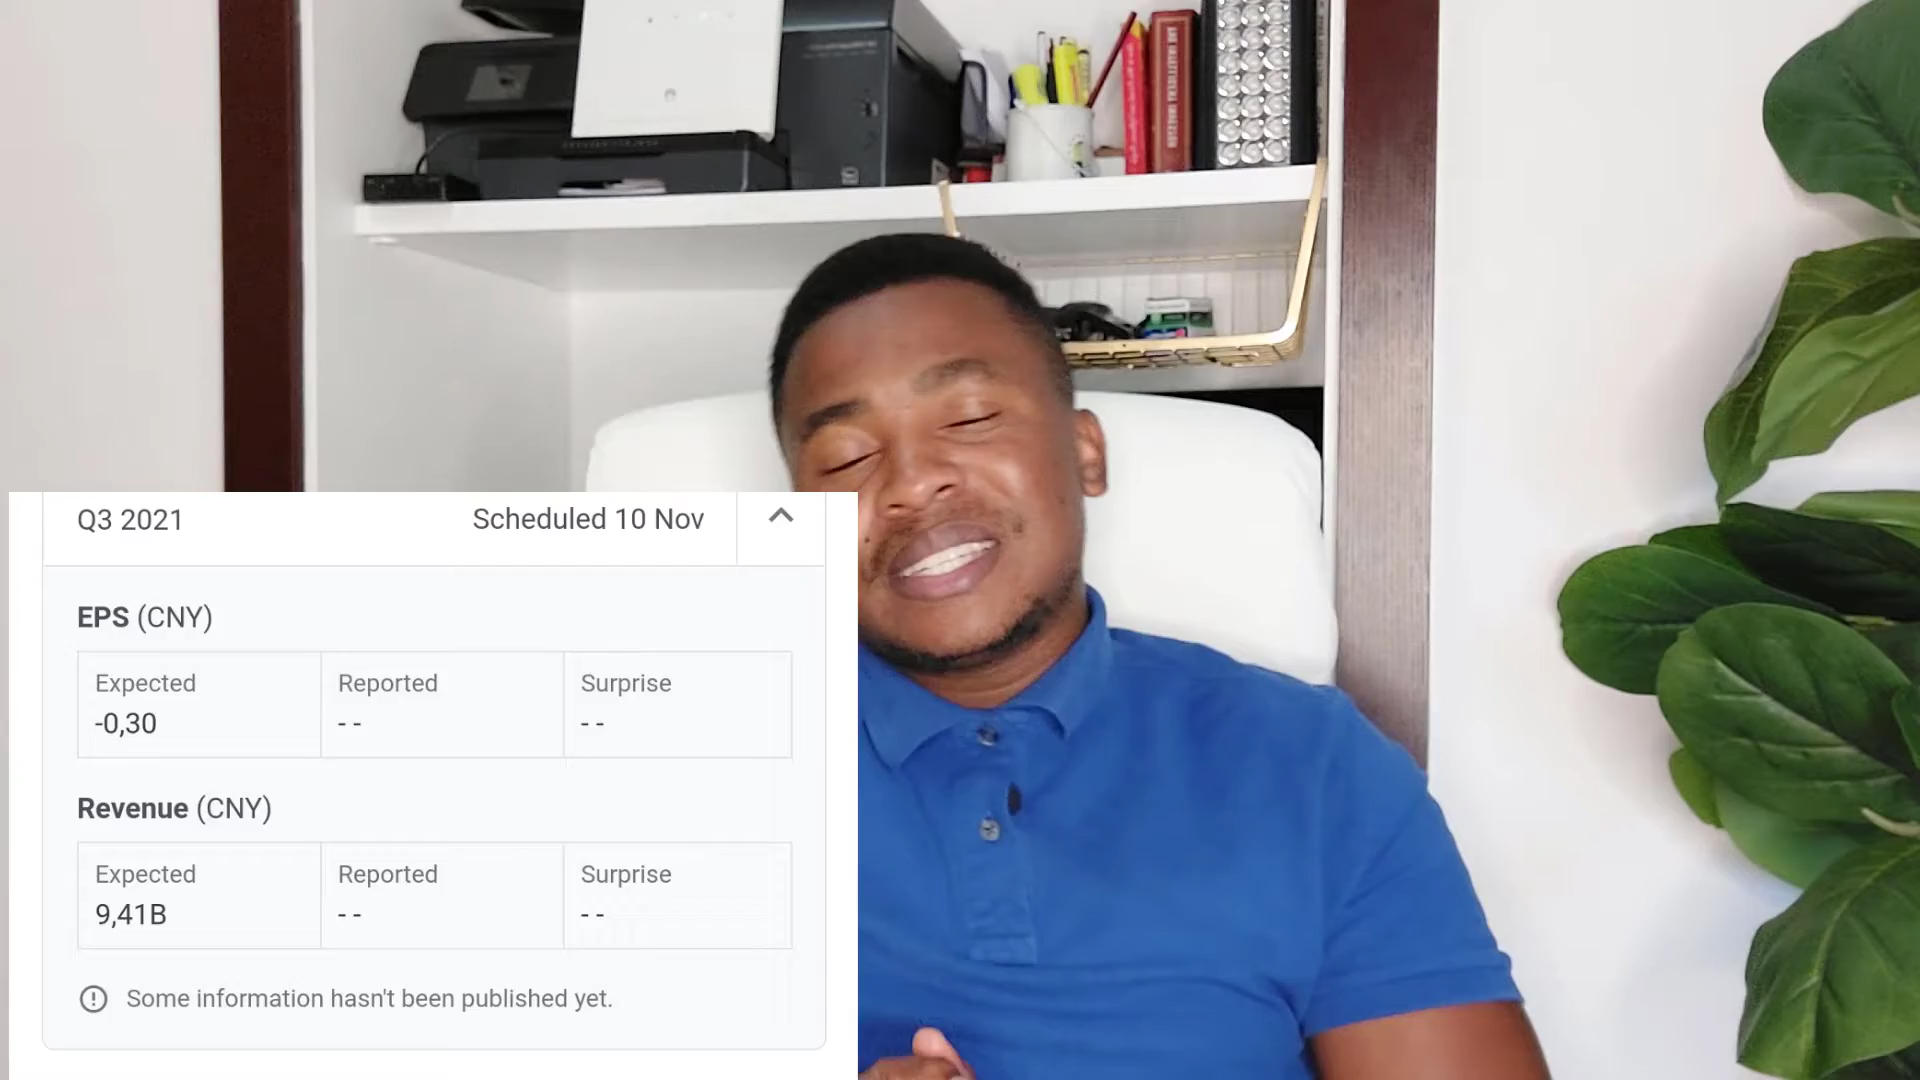 Q3 2021 Scheduled 10 Nov
EPS (CNY)
Expected Reported Surprise
-0,30 - - - -
Revenue (CNY)
Expected Reported Surprise
9,41B - - - -
Some information hasn't been published yet.